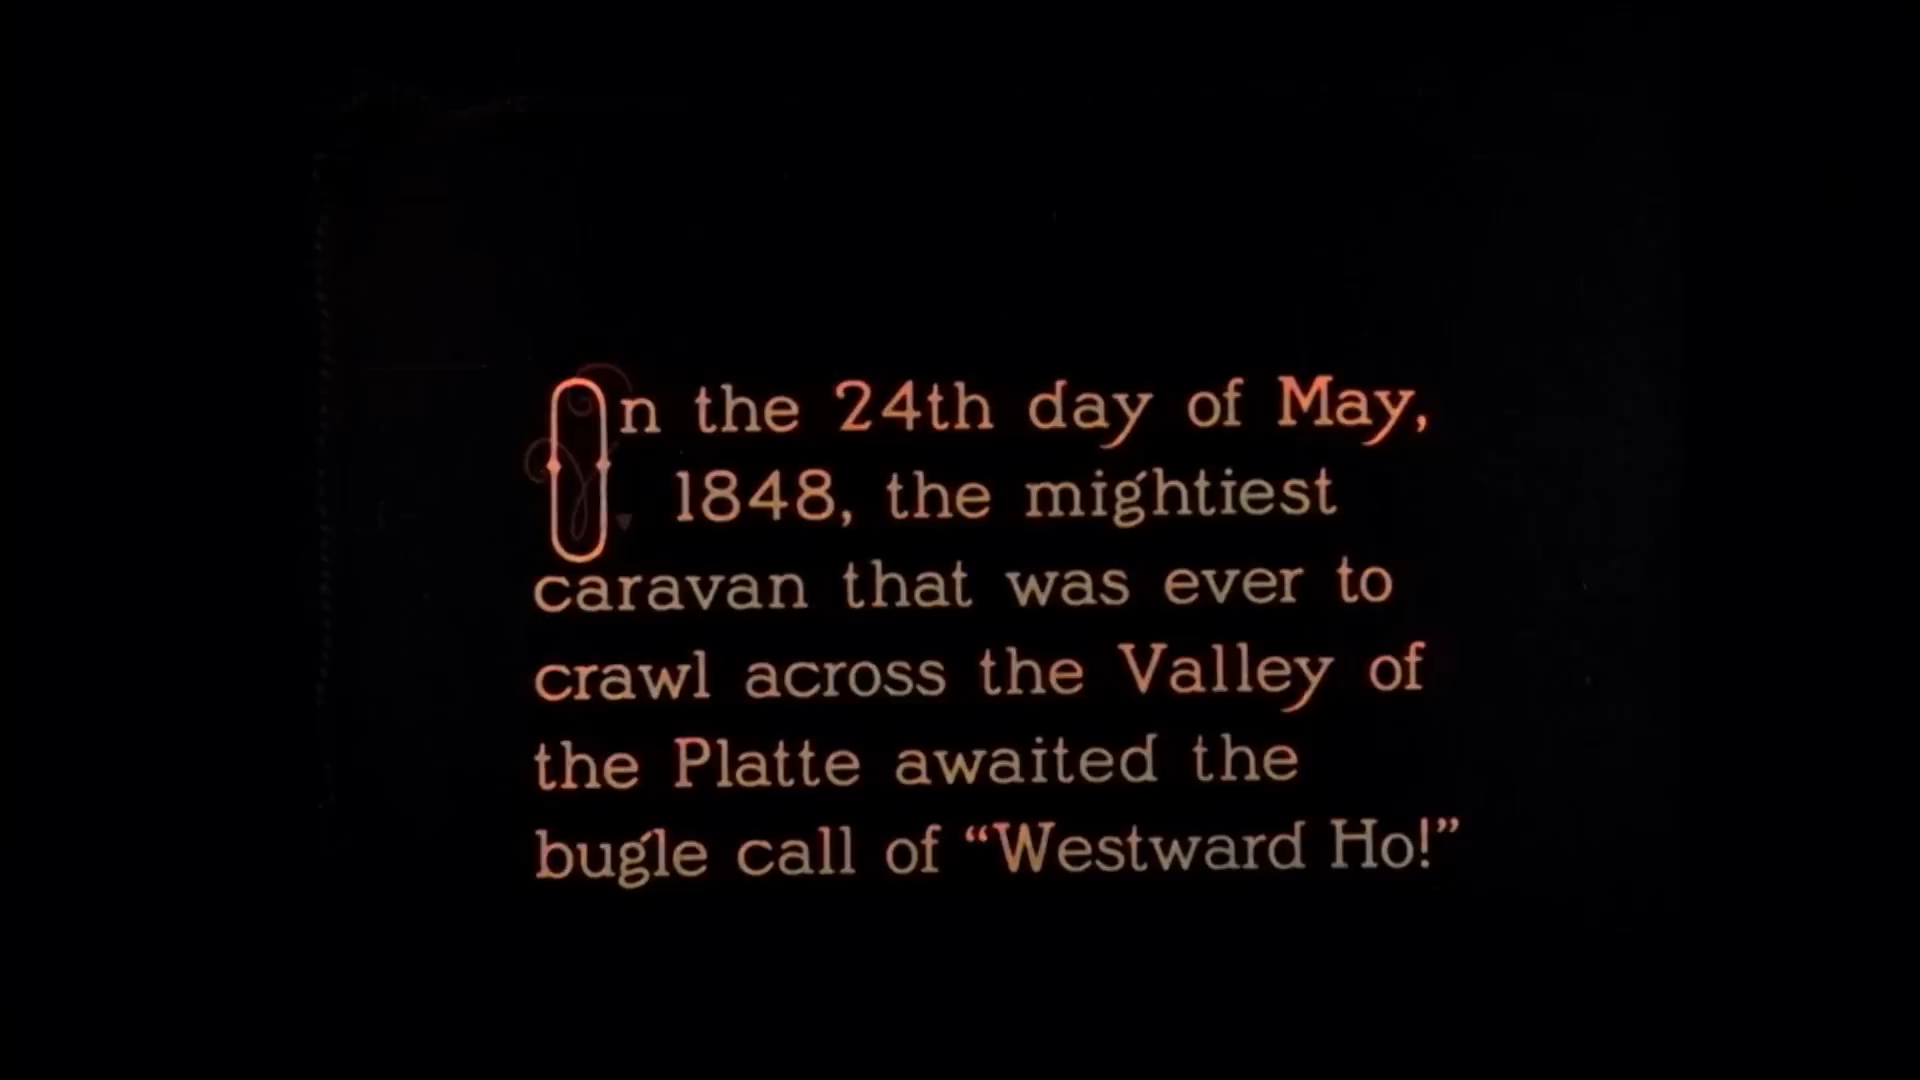 On the 24th day of May,
1848, the mightiest
caravan that was ever to
crawl across the Valley of
the Platte awaited the
bugle call of “Westward Ho!”